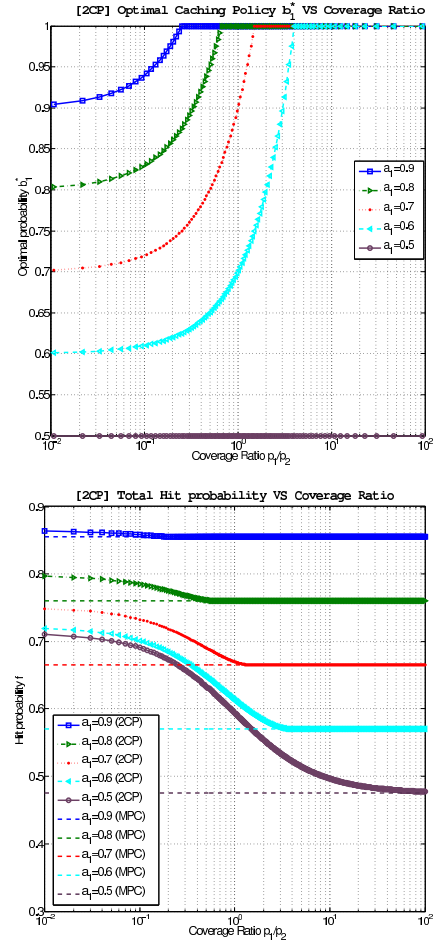 [2CP] Optimal Caching Policy b₁* VS Coverage Ratio
1
0.95
0.9
0.85
0.8
0.75
0.7
0.65
0.6
0.55
0.5
Optimal probability b₁*
a₁=0.9
a₁=0.8
a₁=0.7
a₁=0.6
a₁=0.5
10⁻² 10⁻¹ 10⁰ 10¹ 10²
Coverage Ratio p₁/p₂
[2CP] Total Hit probability VS Coverage Ratio
0.9
0.8
0.7
0.6
0.5
0.4
0.3
Hit probability f
a₁=0.9 (2CP)
a₁=0.8 (2CP)
a₁=0.7 (2CP)
a₁=0.6 (2CP)
a₁=0.5 (2CP)
a₁=0.9 (MPC)
a₁=0.8 (MPC)
a₁=0.7 (MPC)
a₁=0.6 (MPC)
a₁=0.5 (MPC)
10⁻² 10⁻¹ 10⁰ 10¹ 10²
Coverage Ratio p₁/p₂